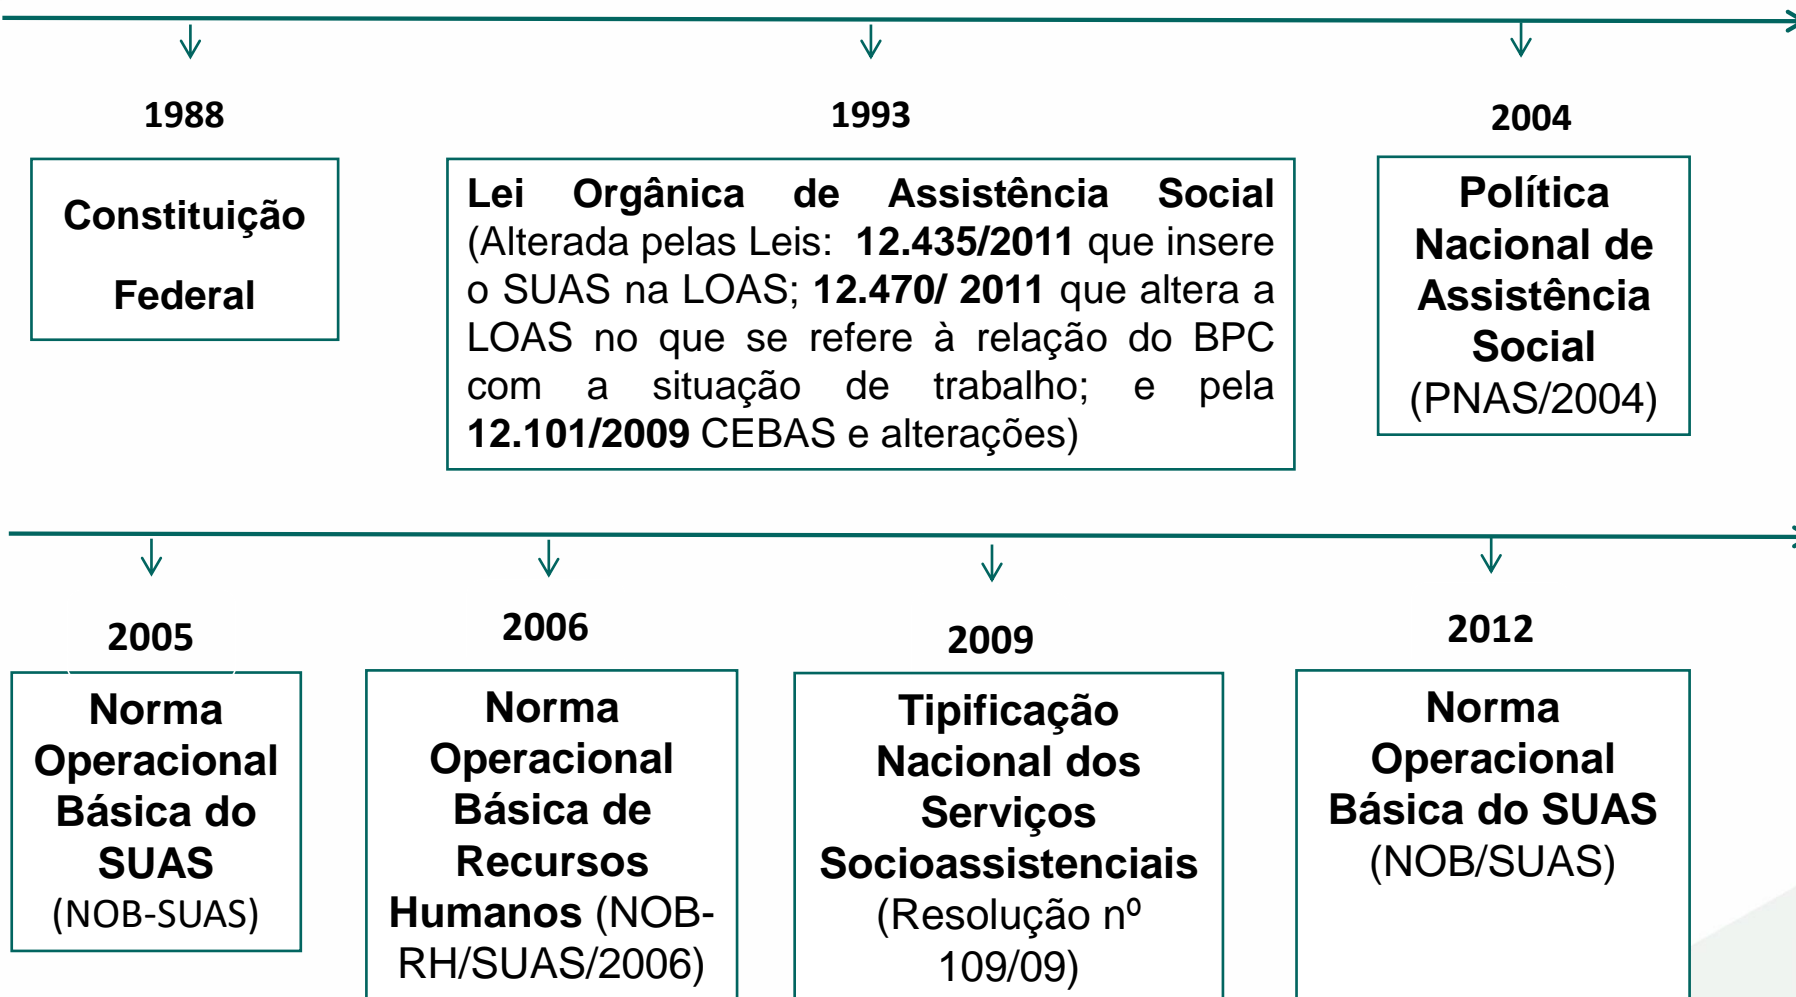 1988
Constituição
Federal
1993
Lei Orgânica de Assistência Social
(Alterada pelas Leis: 12.435/2011 que insere
o SUAS na LOAS; 12.470/ 2011 que altera a
LOAS no que se refere à relação do BPC
com a situação de trabalho; e pela
12.101/2009 CEBAS e alterações)
2004
Política
Nacional de
Assistência
Social
(PNAS/2004)
2005
Norma
Operacional
Básica do
SUAS
(NOB-SUAS)
2006
Norma
Operacional
Básica de
Recursos
Humanos (NOB-
RH/SUAS/2006)
2009
Tipificação
Nacional dos
Serviços
Socioassistenciais
(Resolução nº
109/09)
2012
Norma
Operacional
Básica do SUAS
(NOB/SUAS)